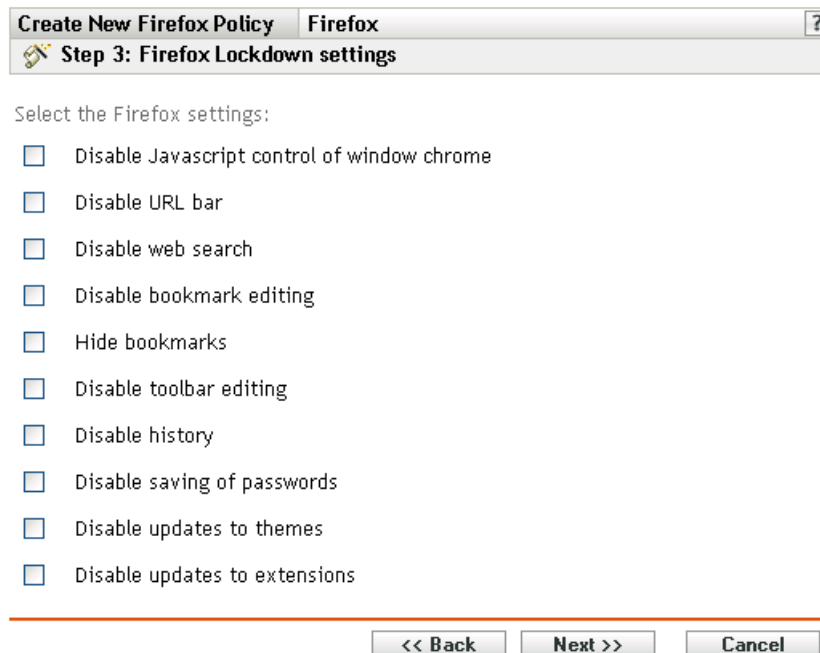 Create New Firefox Policy Firefox ?
Step 3: Firefox Lockdown settings
Select the Firefox settings:
Disable Javascript control of window chrome
Disable URL bar
Disable web search
Disable bookmark editing
Hide bookmarks
Disable toolbar editing
Disable history
Disable saving of passwords
Disable updates to themes
Disable updates to extensions
<< Back Next >> Cancel